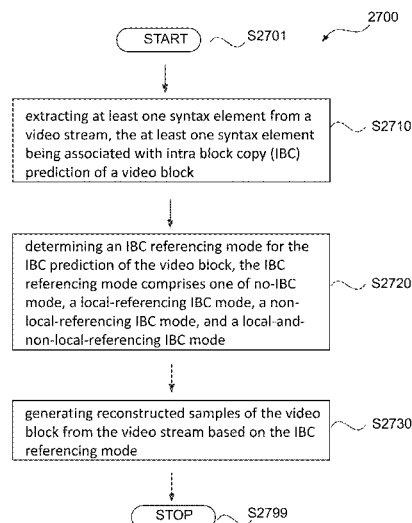 2700
START
S2701
extracting at least one syntax element from a
video stream, the at least one syntax element
being associated with intra block copy (IBC)
prediction of a video block
S2710
determining an IBC referencing mode for the
IBC prediction of the video block, the IBC
referencing mode comprises one of no-IBC
mode, a local-referencing IBC mode, a non-
local-referencing IBC mode, and a local-and-
non-local-referencing IBC mode
S2720
generating reconstructed samples of the video
block from the video stream based on the IBC
referencing mode
S2730
STOP
S2799